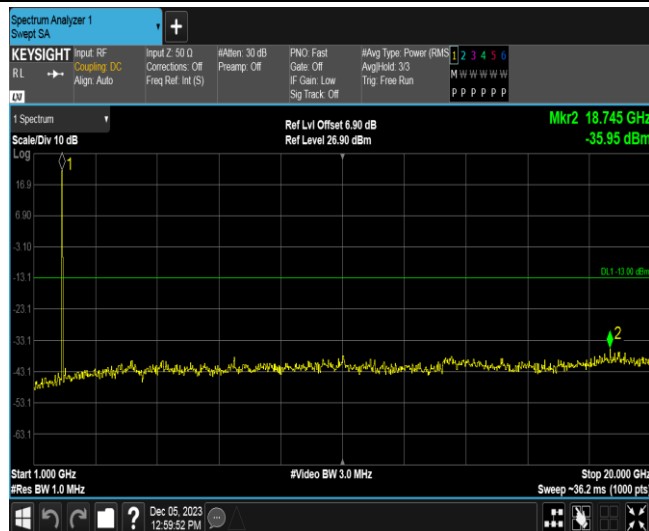 Spectrum Analyzer 1
Swept SA
+
KEYSIGHT
RL
LXI
Input: RF
Coupling: DC
Align: Auto
Input Z: 50 Ω
Corrections: Off
Freq Ref: Int (S)
#Atten: 30 dB
Preamp: Off
PNO: Fast
Gate: Off
IF Gain: Low
Sig Track: Off
#Avg Type: Power (RMS
Avg|Hold: 3/3
Trig: Free Run
1 2 3 4 5 6
M W W W W W
P P P P P P
1 Spectrum
Scale/Div 10 dB
Ref Lvl Offset 6.90 dB
Ref Level 26.90 dBm
Mkr2 18.745 GHz
-35.95 dBm
Log
1
16.9
6.90
-3.10
-13.1
DL1 -13.00 dBm
-23.1
-33.1
2
-43.1
-53.1
-63.1
Start 1.000 GHz
#Res BW 1.0 MHz
#Video BW 3.0 MHz
Stop 20.000 GHz
Sweep ~36.2 ms (1000 pts)
?
Dec 05, 2023
12:59:52 PM